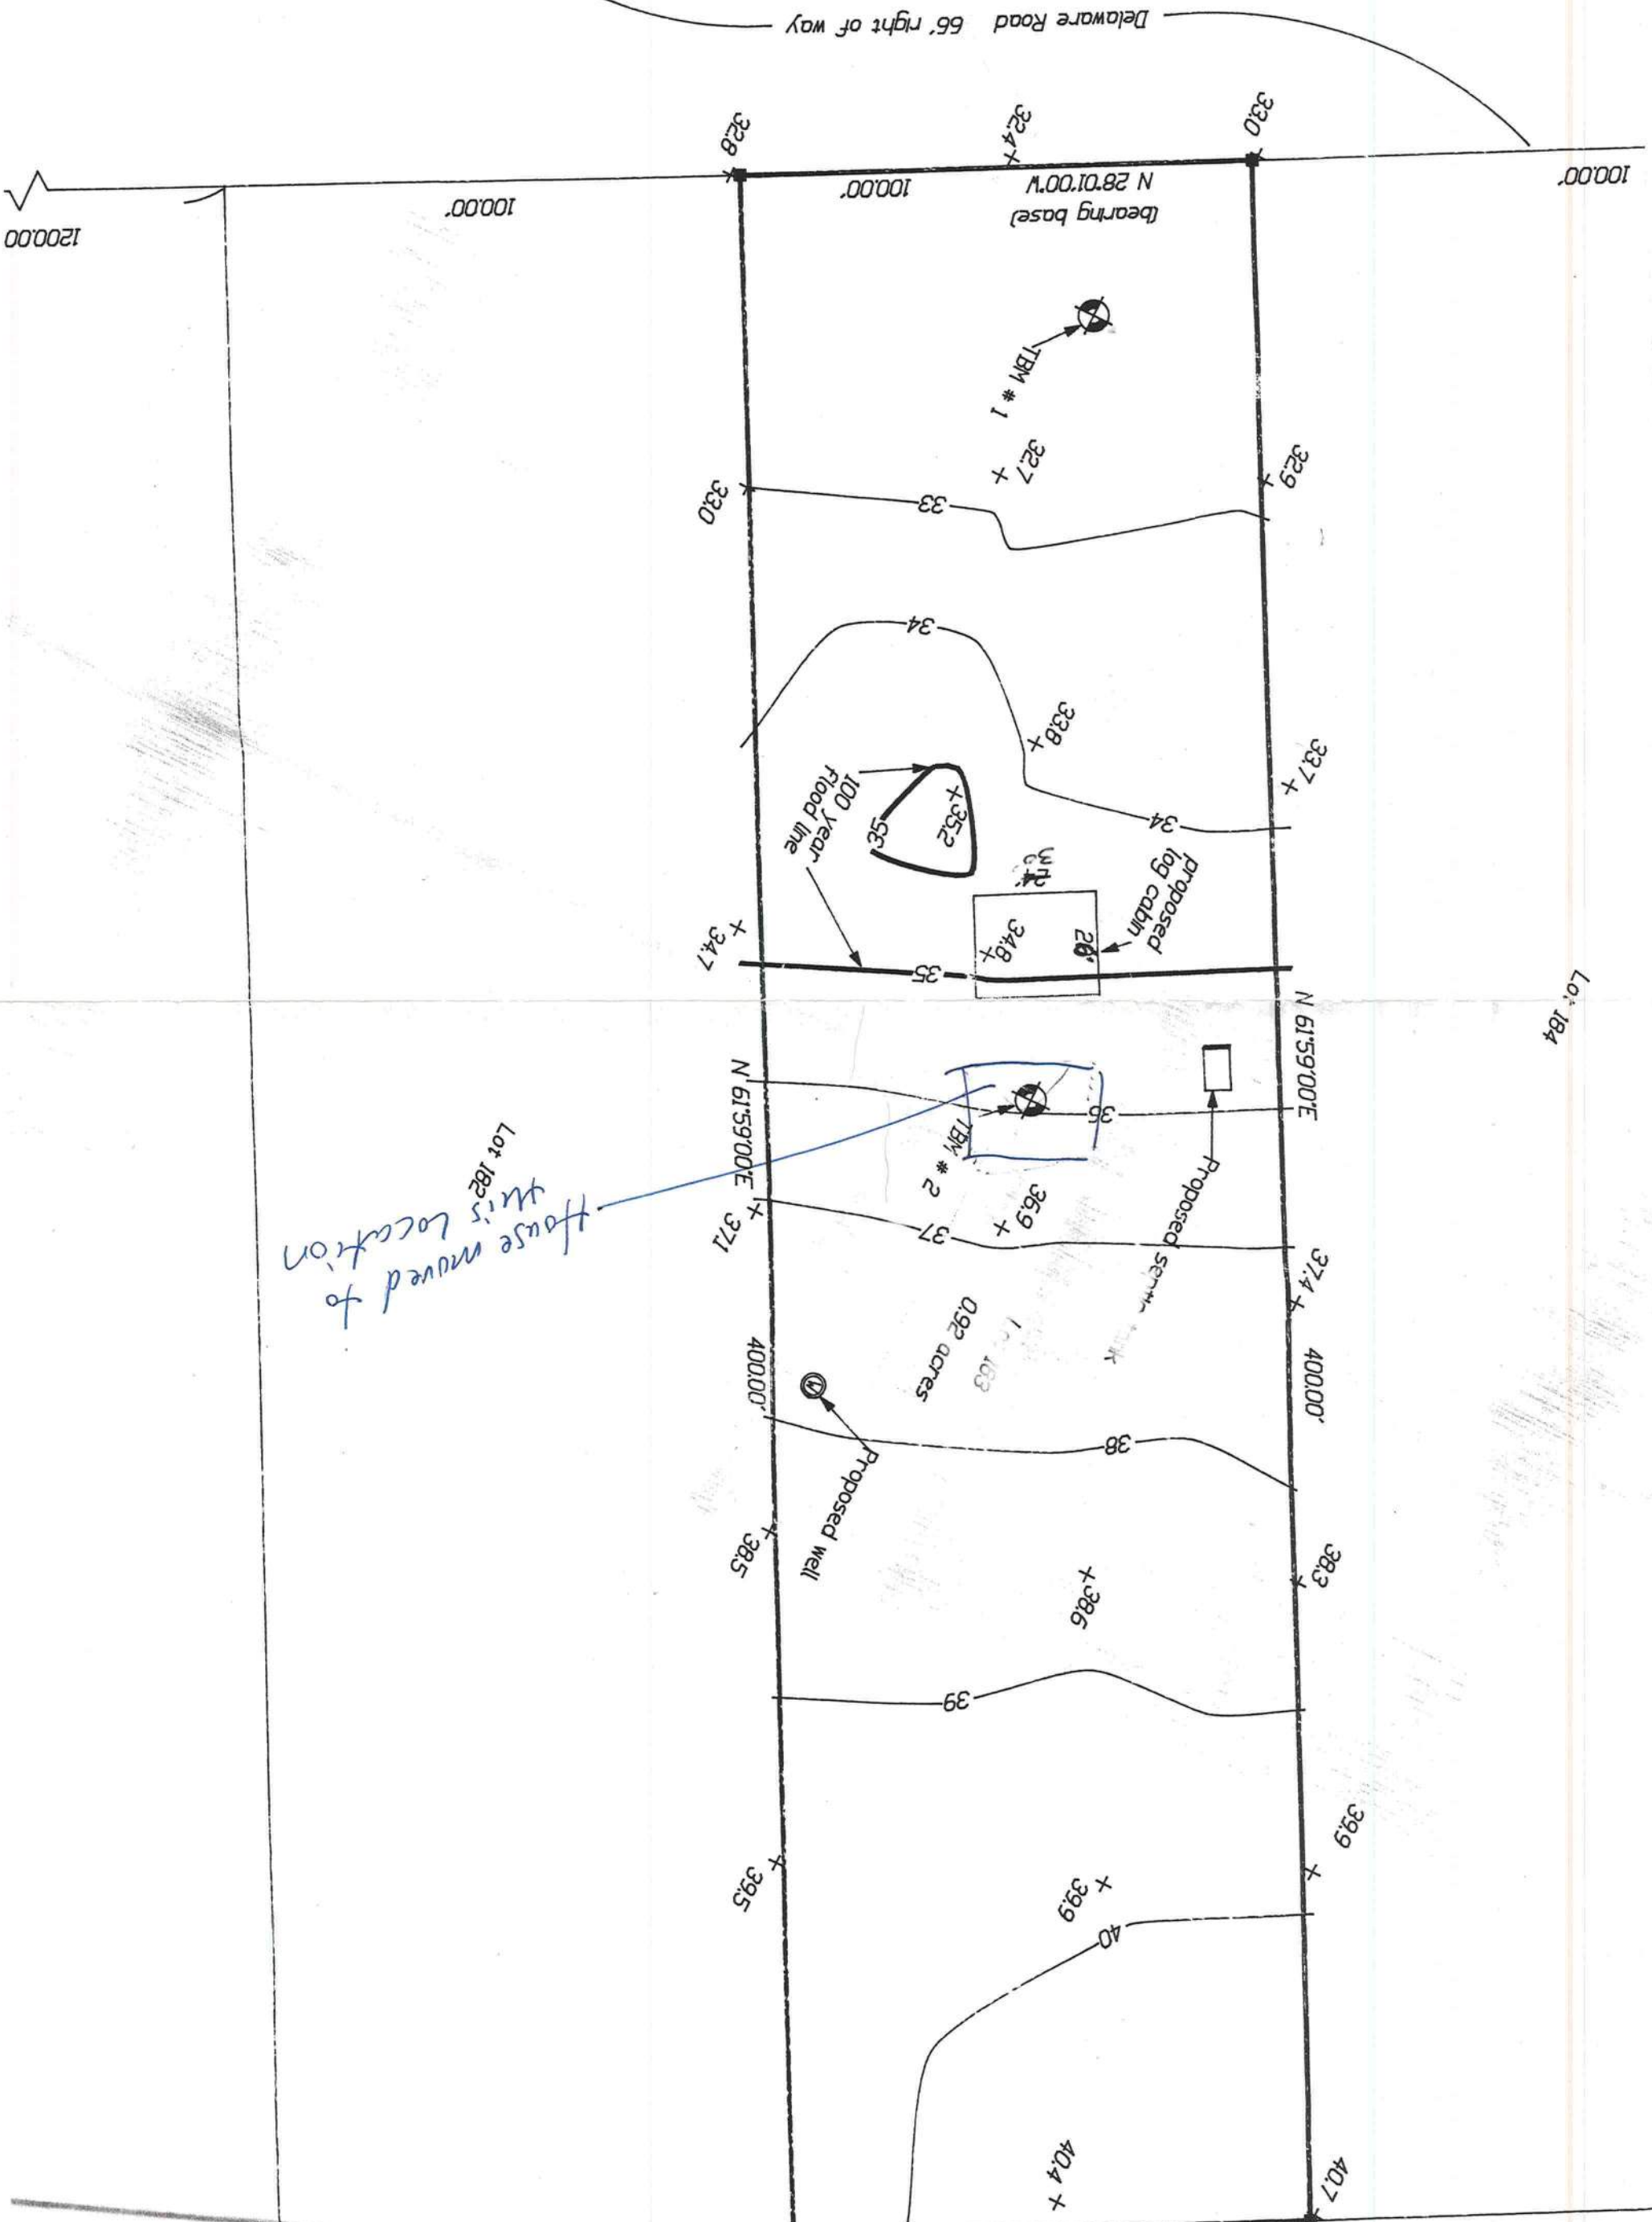 Delaware Road 66' right of way
33.0
32.4
32.8
100.00'
N 28°01'00"W
100.00'
(bearing base)
100.00'
1200.00
TBM # 1
32.7
32.9
33.0
33
34
33.8
33.7
34
100 year
flood line
35
35.2
proposed
log cabin
24'
30
26'
34.8
34.7
35
N 61°59'00"E
Lot 184
N 61°59'00"E
36
TBM # 2
Proposed septic tank
36.9
37
37.1
37.4
House moved to
this Location
Lot 182
0.92 acres
Lot 183
400.00'
400.00'
W
Proposed well
38
38.5
38.3
38.6
39
39.5
39.9
39.9
40
40.4
40.7